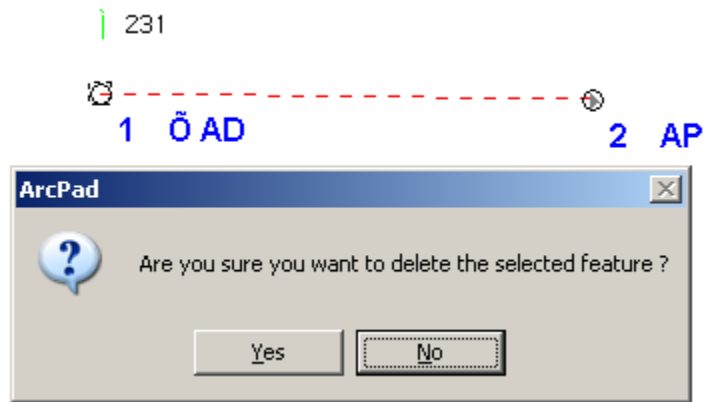 231
1 Õ AD
2 AP
ArcPad
Are you sure you want to delete the selected feature ?
Yes No